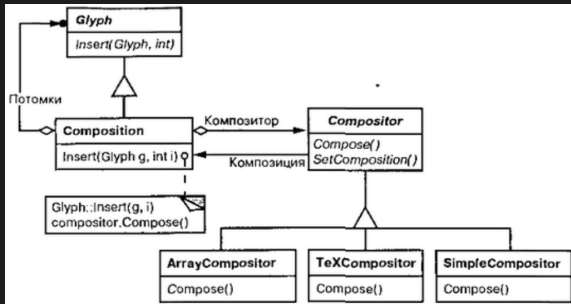 Glyph
Insert(Glyph, int)
Потомки
Composition
Insert(Glyph g, int i)
Композитор
Композиция
Compositor
Compose()
SetComposition()
Glyph::Insert(g, i)
compositor.Compose()
ArrayCompositor
Compose()
TeXCompositor
Compose()
SimpleCompositor
Compose()